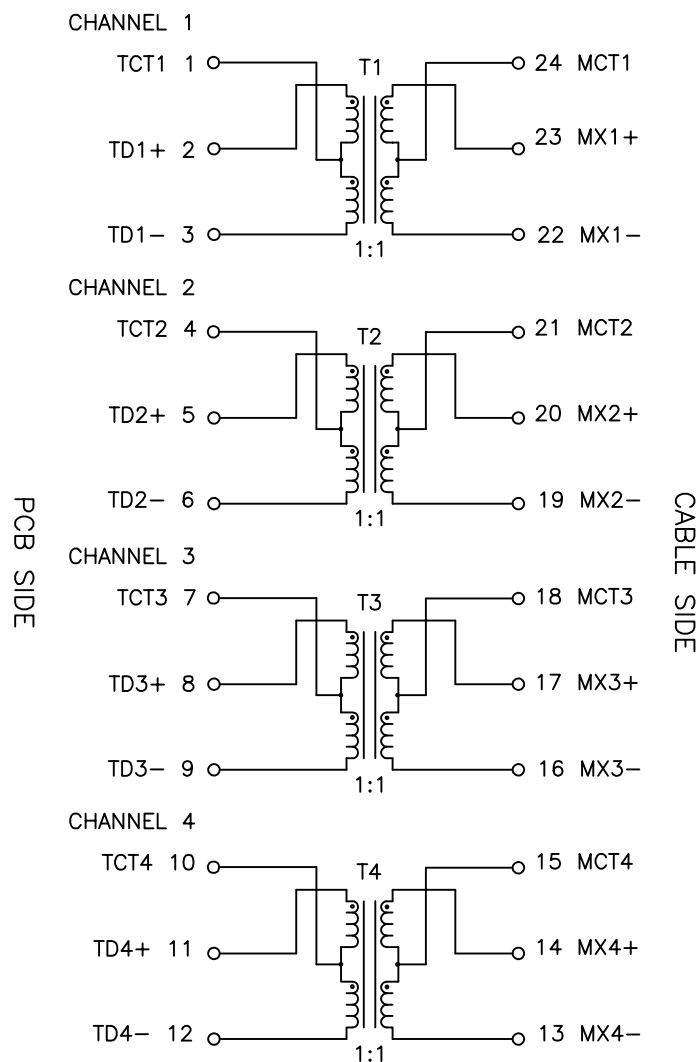 CHANNEL 1
TCT1 1
T1
24 MCT1
TD1+ 2
23 MX1+
TD1− 3
22 MX1−
1:1
CHANNEL 2
TCT2 4
T2
21 MCT2
TD2+ 5
20 MX2+
TD2− 6
19 MX2−
1:1
PCB SIDE
CABLE SIDE
CHANNEL 3
TCT3 7
T3
18 MCT3
TD3+ 8
17 MX3+
TD3− 9
16 MX3−
1:1
CHANNEL 4
TCT4 10
T4
15 MCT4
TD4+ 11
14 MX4+
TD4− 12
13 MX4−
1:1